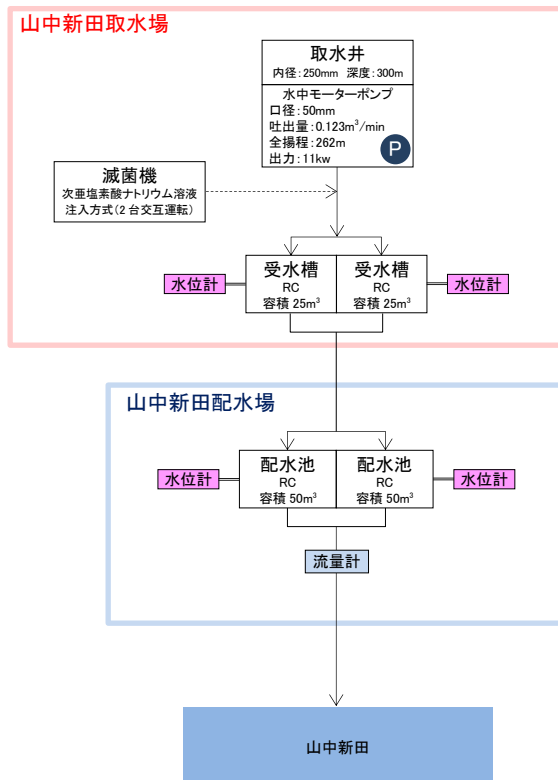 山中新田取水場
取水井
内径:250mm 深度:300m
水中モーターポンプ
口径:50mm
吐出量:0.123m³/min
全揚程:262m
出力:11kw
P
滅菌機
次亜塩素酸ナトリウム溶液
注入方式(2台交互運転)
受水槽
RC
容積 25m³
受水槽
RC
容積 25m³
水位計
水位計
山中新田配水場
配水池
RC
容積 50m³
配水池
RC
容積 50m³
水位計
水位計
流量計
山中新田